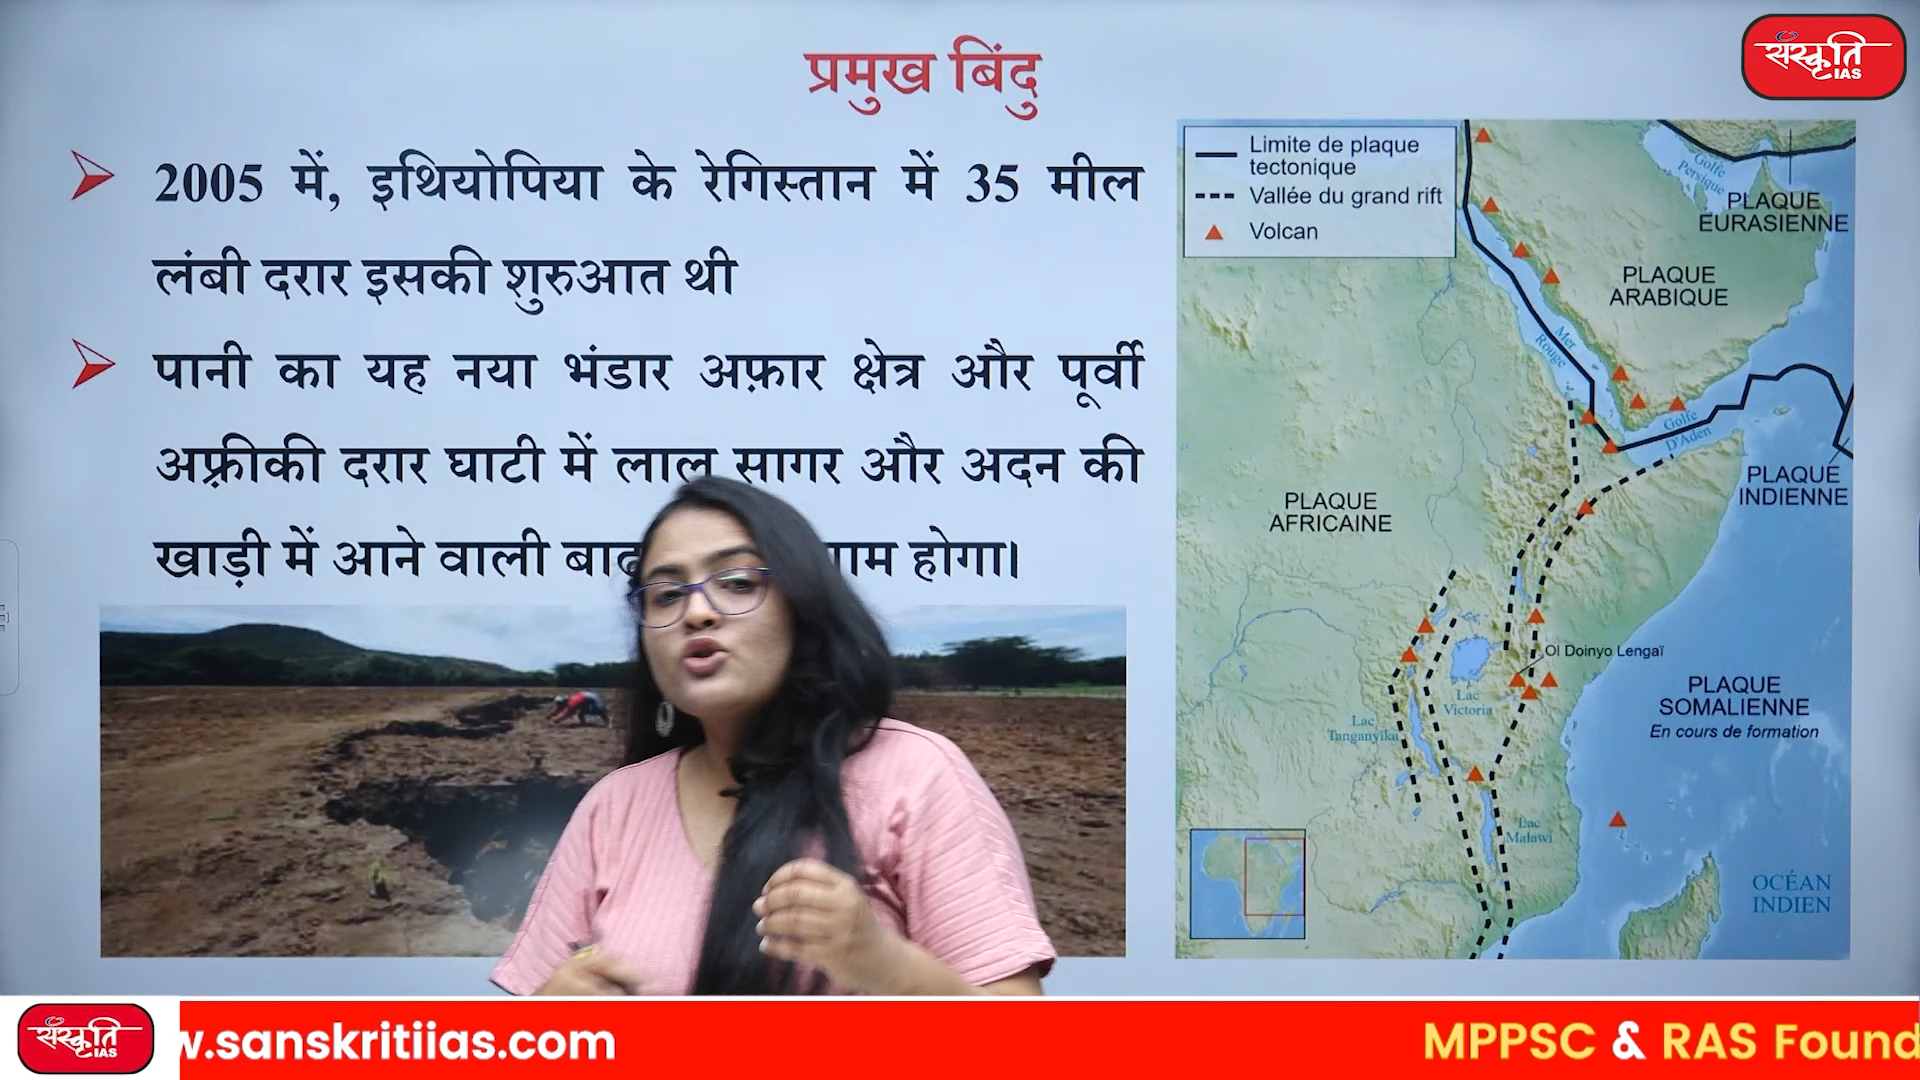 प्रमुख बिंदु
संस्कृति
IAS
2005 में, इथियोपिया के रेगिस्तान में 35 मील
लंबी दरार इसकी शुरुआत थी
पानी का यह नया भंडार अफ़ार क्षेत्र और पूर्वी
अफ़्रीकी दरार घाटी में लाल सागर और अदन की
खाड़ी में आने वाली होगा।
Limite de plaque
tectonique
Vallée du grand rift
Volcan
Golfe
Persique
PLAQUE
EURASIENNE
PLAQUE
ARABIQUE
Mer
Rouge
Golfe
D'Aden
PLAQUE
INDIENNE
PLAQUE
AFRICAINE
Ol Doinyo Lengaï
Lac
Victoria
Lac
Tanganyika
PLAQUE
SOMALIENNE
En cours de formation
Lac
Malawi
OCÉAN
INDIEN
संस्कृति
IAS
w.sanskritiias.com
MPPSC & RAS Found